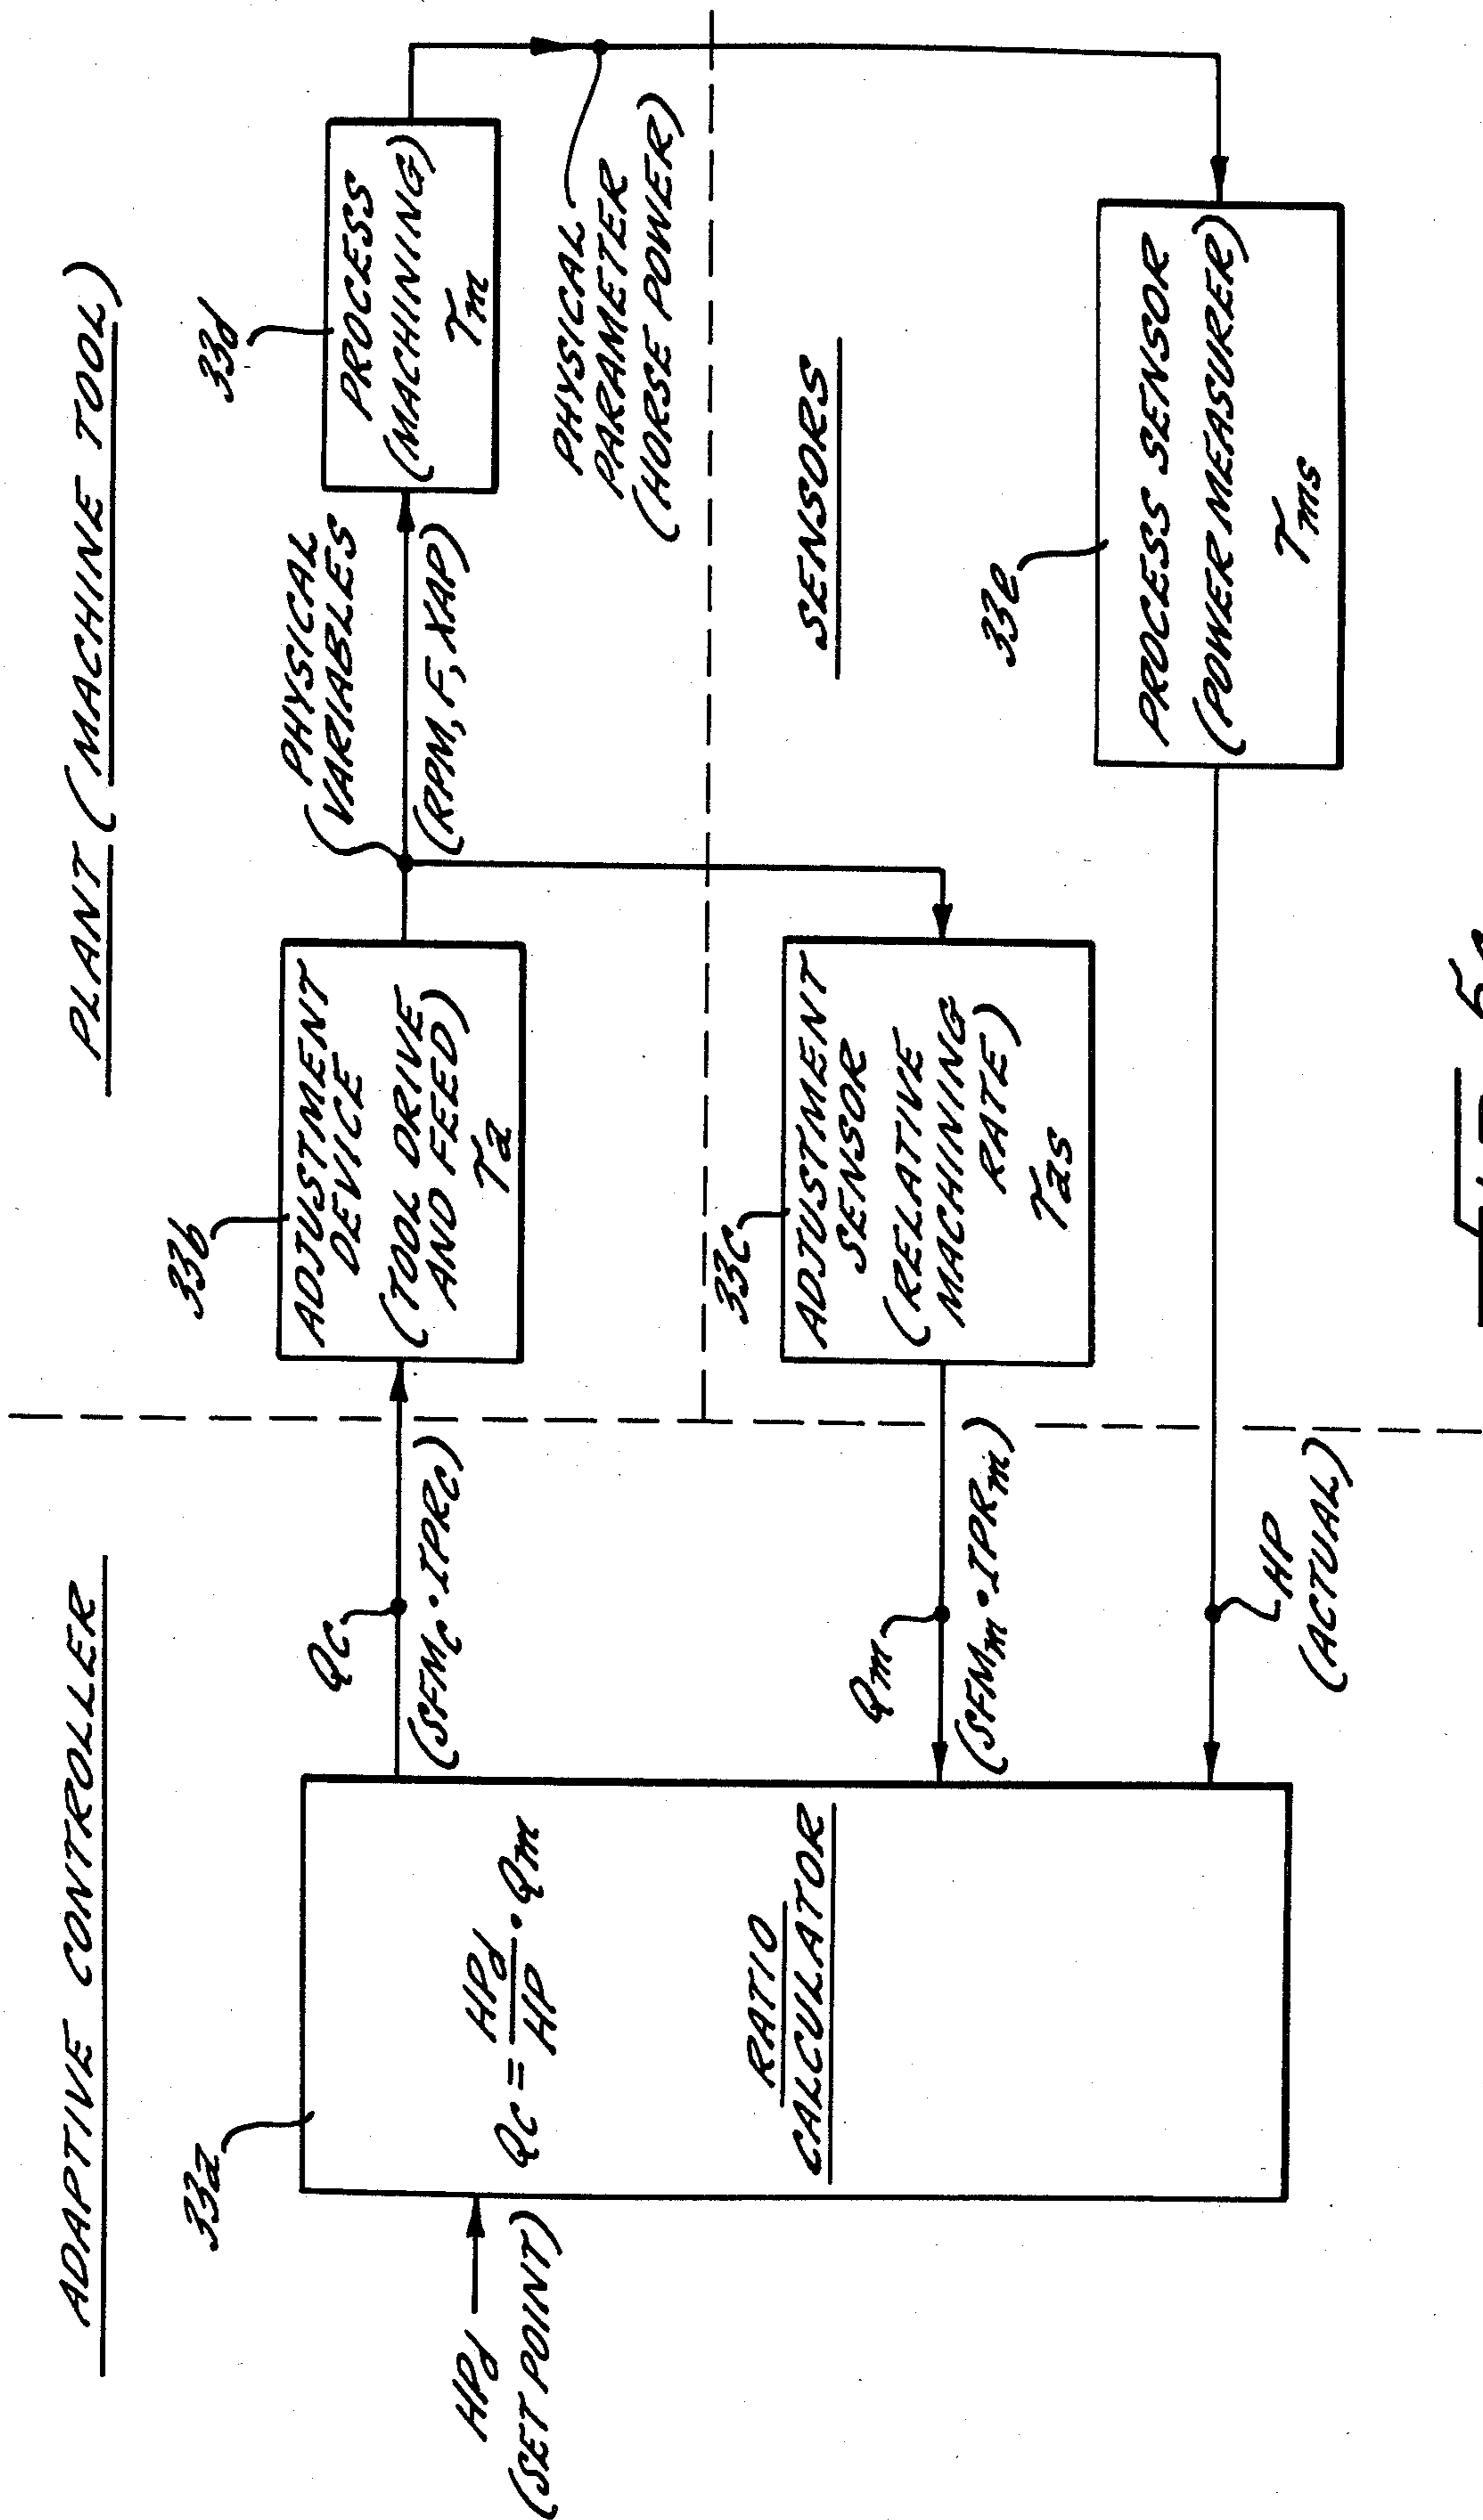 ADAPTIVE CONTROLLER
PLANT (MACHINE TOOL)
33a
HPd
(SET POINT)
Qc = HPd/HP • Qm
RATIO
CALCULATOR
Qc
(SFMc • IPRc)
33b
ADJUSTMENT
DEVICE
(TOOL DRIVE
AND FEED)
Ta
PHYSICAL
VARIABLES
(RPM, F, XAP)
33d
PROCESS
(MACHINING)
Tm
PHYSICAL
PARAMETER
(HORSE POWER)
SENSORS
Qm
(SFMm • IPRm)
33c
ADJUSTMENT
SENSOR
(RELATIVE
MACHINING
RATE)
Tas
33e
PROCESS SENSOR
(POWER MEASURER)
Tms
HP
(ACTUAL)